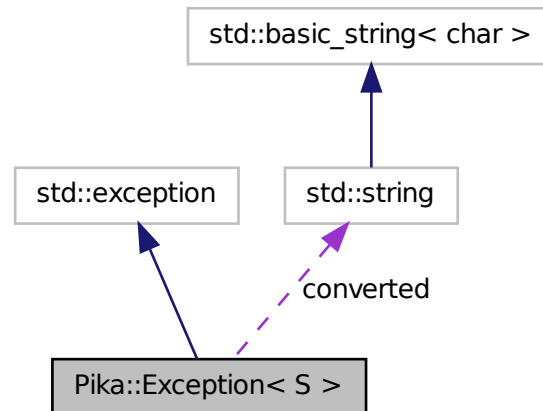 std::basic_string< char >
std::exception
std::string
converted
Pika::Exception< S >